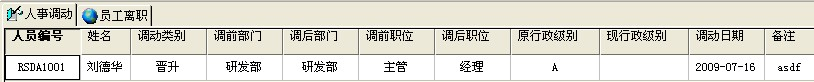 人事调动 员工离职
人员编号 姓名 调动类别 调前部门 调后部门 调前职位 调后职位 原行政级别 现行政级别 调动日期 备注
RSDA1001 刘德华 晋升 研发部 研发部 主管 经理 A 2009-07-16 asdf